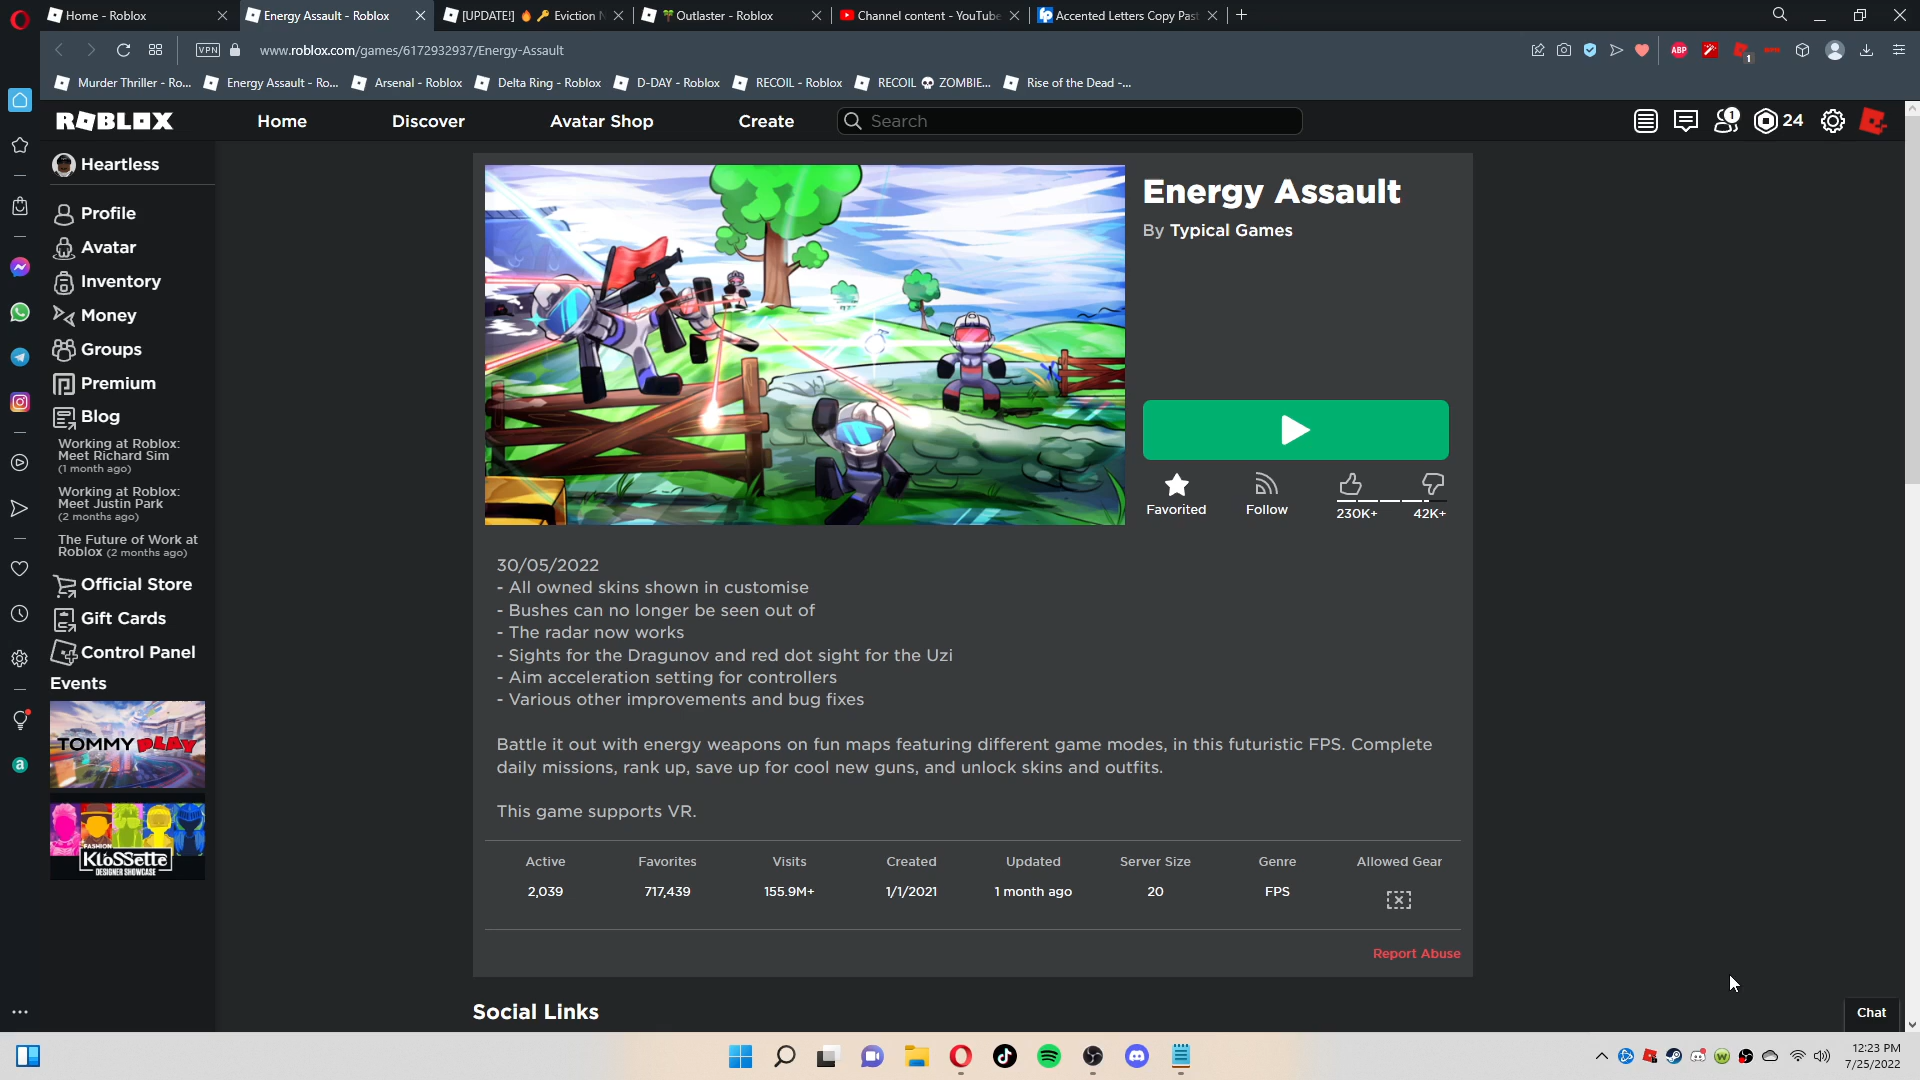 Home - Roblox
Energy Assault - Roblox
[UPDATE!] 🔥 🔑 Eviction N
🌴Outlaster - Roblox
Channel content - YouTube
Accented Letters Copy Past
VPN
www.roblox.com/games/6172932937/Energy-Assault
ABP
1
Murder Thriller - Ro...
Energy Assault - Ro...
Arsenal - Roblox
Delta Ring - Roblox
D-DAY - Roblox
RECOIL - Roblox
RECOIL 💀 ZOMBIE...
Rise of the Dead -...
ROBLOX
Home
Discover
Avatar Shop
Create
Search
1
24
Heartless
Profile
Avatar
Inventory
Money
Groups
Premium
Blog
Working at Roblox:
Meet Richard Sim
(1 month ago)
Working at Roblox:
Meet Justin Park
(2 months ago)
The Future of Work at
Roblox (2 months ago)
Official Store
Gift Cards
Control Panel
Events
TOMMY PLAY
FASHION
KLOSSETTE
DESIGNER SHOWCASE
Energy Assault
By Typical Games
Favorited
Follow
230K+
42K+
30/05/2022
- All owned skins shown in customise
- Bushes can no longer be seen out of
- The radar now works
- Sights for the Dragunov and red dot sight for the Uzi
- Aim acceleration setting for controllers
- Various other improvements and bug fixes
Battle it out with energy weapons on fun maps featuring different game modes, in this futuristic FPS. Complete
daily missions, rank up, save up for cool new guns, and unlock skins and outfits.
This game supports VR.
Active
Favorites
Visits
Created
Updated
Server Size
Genre
Allowed Gear
2,039
717,439
155.9M+
1/1/2021
1 month ago
20
FPS
Report Abuse
Social Links
Chat
12:23 PM
7/25/2022